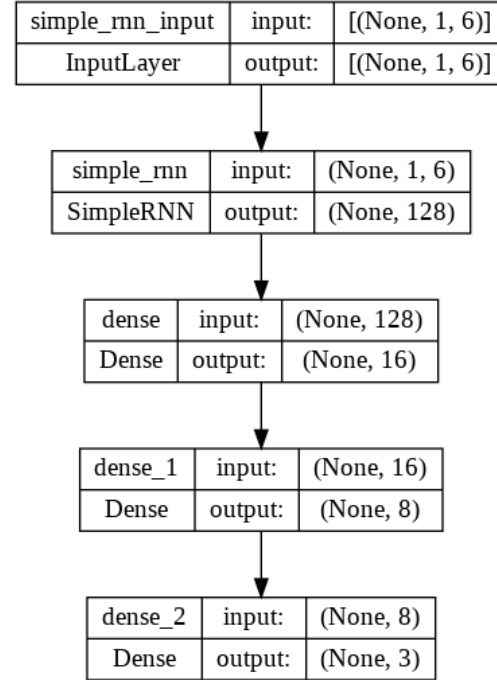 simple_rnn_input input: [(None, 1, 6)]
InputLayer output: [(None, 1, 6)]
simple_rnn input: (None, 1, 6)
SimpleRNN output: (None, 128)
dense input: (None, 128)
Dense output: (None, 16)
dense_1 input: (None, 16)
Dense output: (None, 8)
dense_2 input: (None, 8)
Dense output: (None, 3)